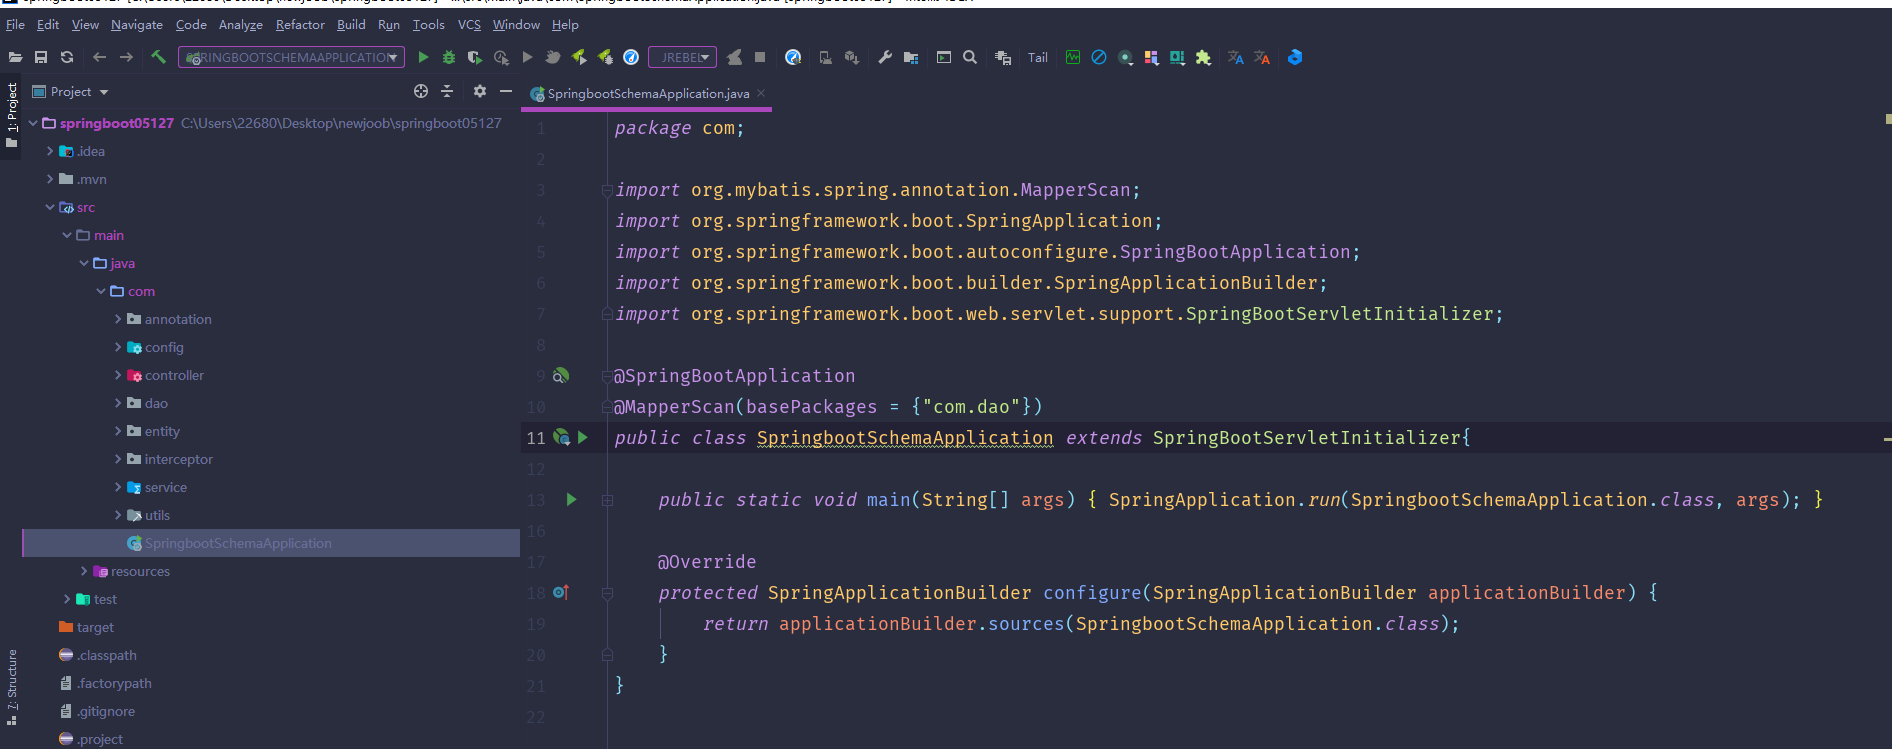 File Edit View Navigate Code Analyze Refactor Build Run Tools VCS Window Help
RINGBOOTSCHEMAAPPLICATION JREBEL Tail
1: Project
Project
SpringbootSchemaApplication.java
springboot05127 C:\Users\22680\Desktop\newjoob\springboot05127
.idea
.mvn
src
main
java
com
annotation
config
controller
dao
entity
interceptor
service
utils
SpringbootSchemaApplication
resources
test
target
.classpath
.factorypath
.gitignore
.project
7: Structure
1 package com;
2
3 import org.mybatis.spring.annotation.MapperScan;
4 import org.springframework.boot.SpringApplication;
5 import org.springframework.boot.autoconfigure.SpringBootApplication;
6 import org.springframework.boot.builder.SpringApplicationBuilder;
7 import org.springframework.boot.web.servlet.support.SpringBootServletInitializer;
8
9 @SpringBootApplication
10 @MapperScan(basePackages = {"com.dao"})
11 public class SpringbootSchemaApplication extends SpringBootServletInitializer{
12
13 public static void main(String[] args) { SpringApplication.run(SpringbootSchemaApplication.class, args); }
16
17 @Override
18 protected SpringApplicationBuilder configure(SpringApplicationBuilder applicationBuilder) {
19 return applicationBuilder.sources(SpringbootSchemaApplication.class);
20 }
21 }
22